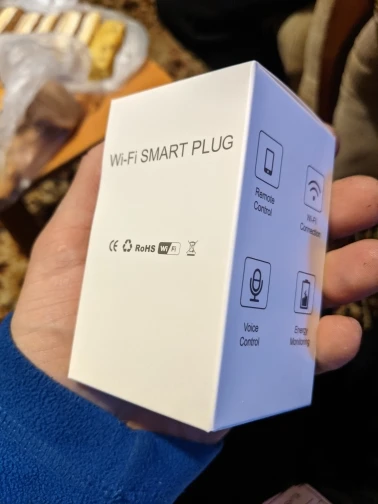 Wi-Fi SMART PLUG
CE RoHS Wi Fi
Remote
Control
Wi-Fi
Connection
Voice
Control
Energy
Monitoring